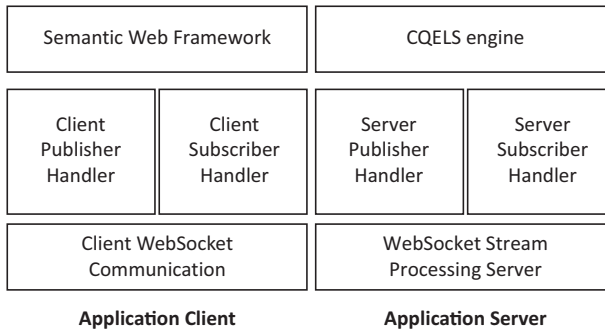 Semantic Web Framework
CQELS engine
Client
Publisher
Handler
Client
Subscriber
Handler
Server
Publisher
Handler
Server
Subscriber
Handler
Client WebSocket
Communication
WebSocket Stream
Processing Server
Application Client
Application Server